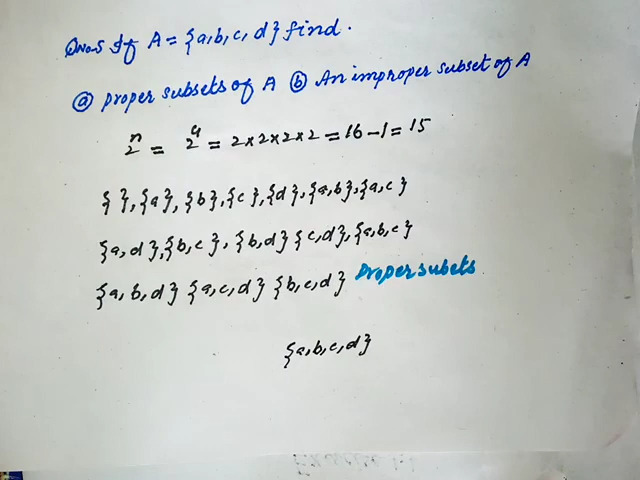 Ques If A = {a,b,c,d} find.
ⓐ proper subsets of A ⓑ An improper subset of A
2ⁿ = 2⁴ = 2×2×2×2 = 16 - 1 = 15
{ }, {a}, {b}, {c}, {d}, {a,b}, {a,c}
{a,d}, {b,c}, {b,d} {c,d}, {a,b,c}
{a,b,d} {a,c,d} {b,c,d} Proper subets
{a,b,c,d}